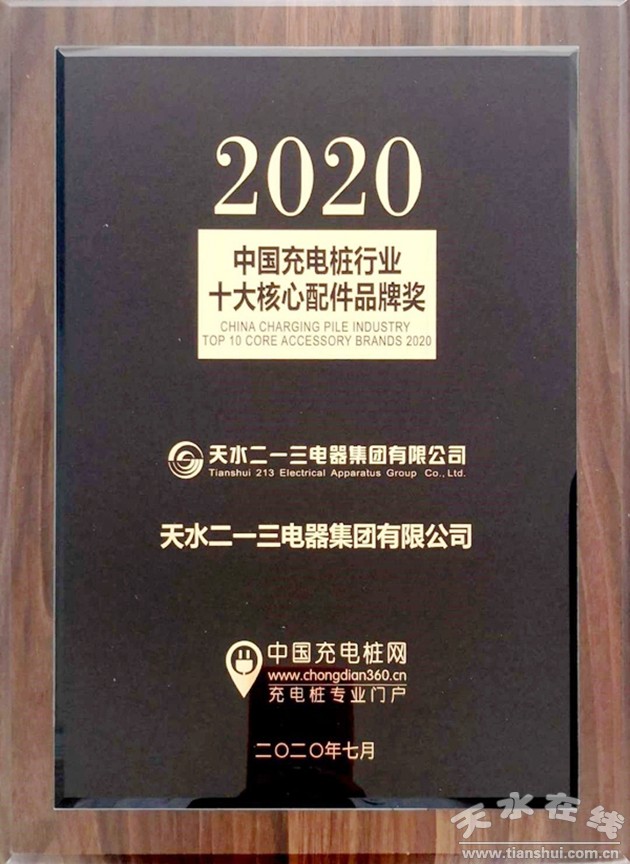 2020
中国充电桩行业
十大核心配件品牌奖
CHINA CHARGING PILE INDUSTRY
TOP 10 CORE ACCESSORY BRANDS 2020
天水二一三电器集团有限公司
Tianshui 213 Electrical Apparatus Group Co., Ltd.
天水二一三电器集团有限公司
中国充电桩网
www.chongdian360.cn
充电桩专业门户
二〇二〇年七月
天水在线
www.tianshui.com.cn